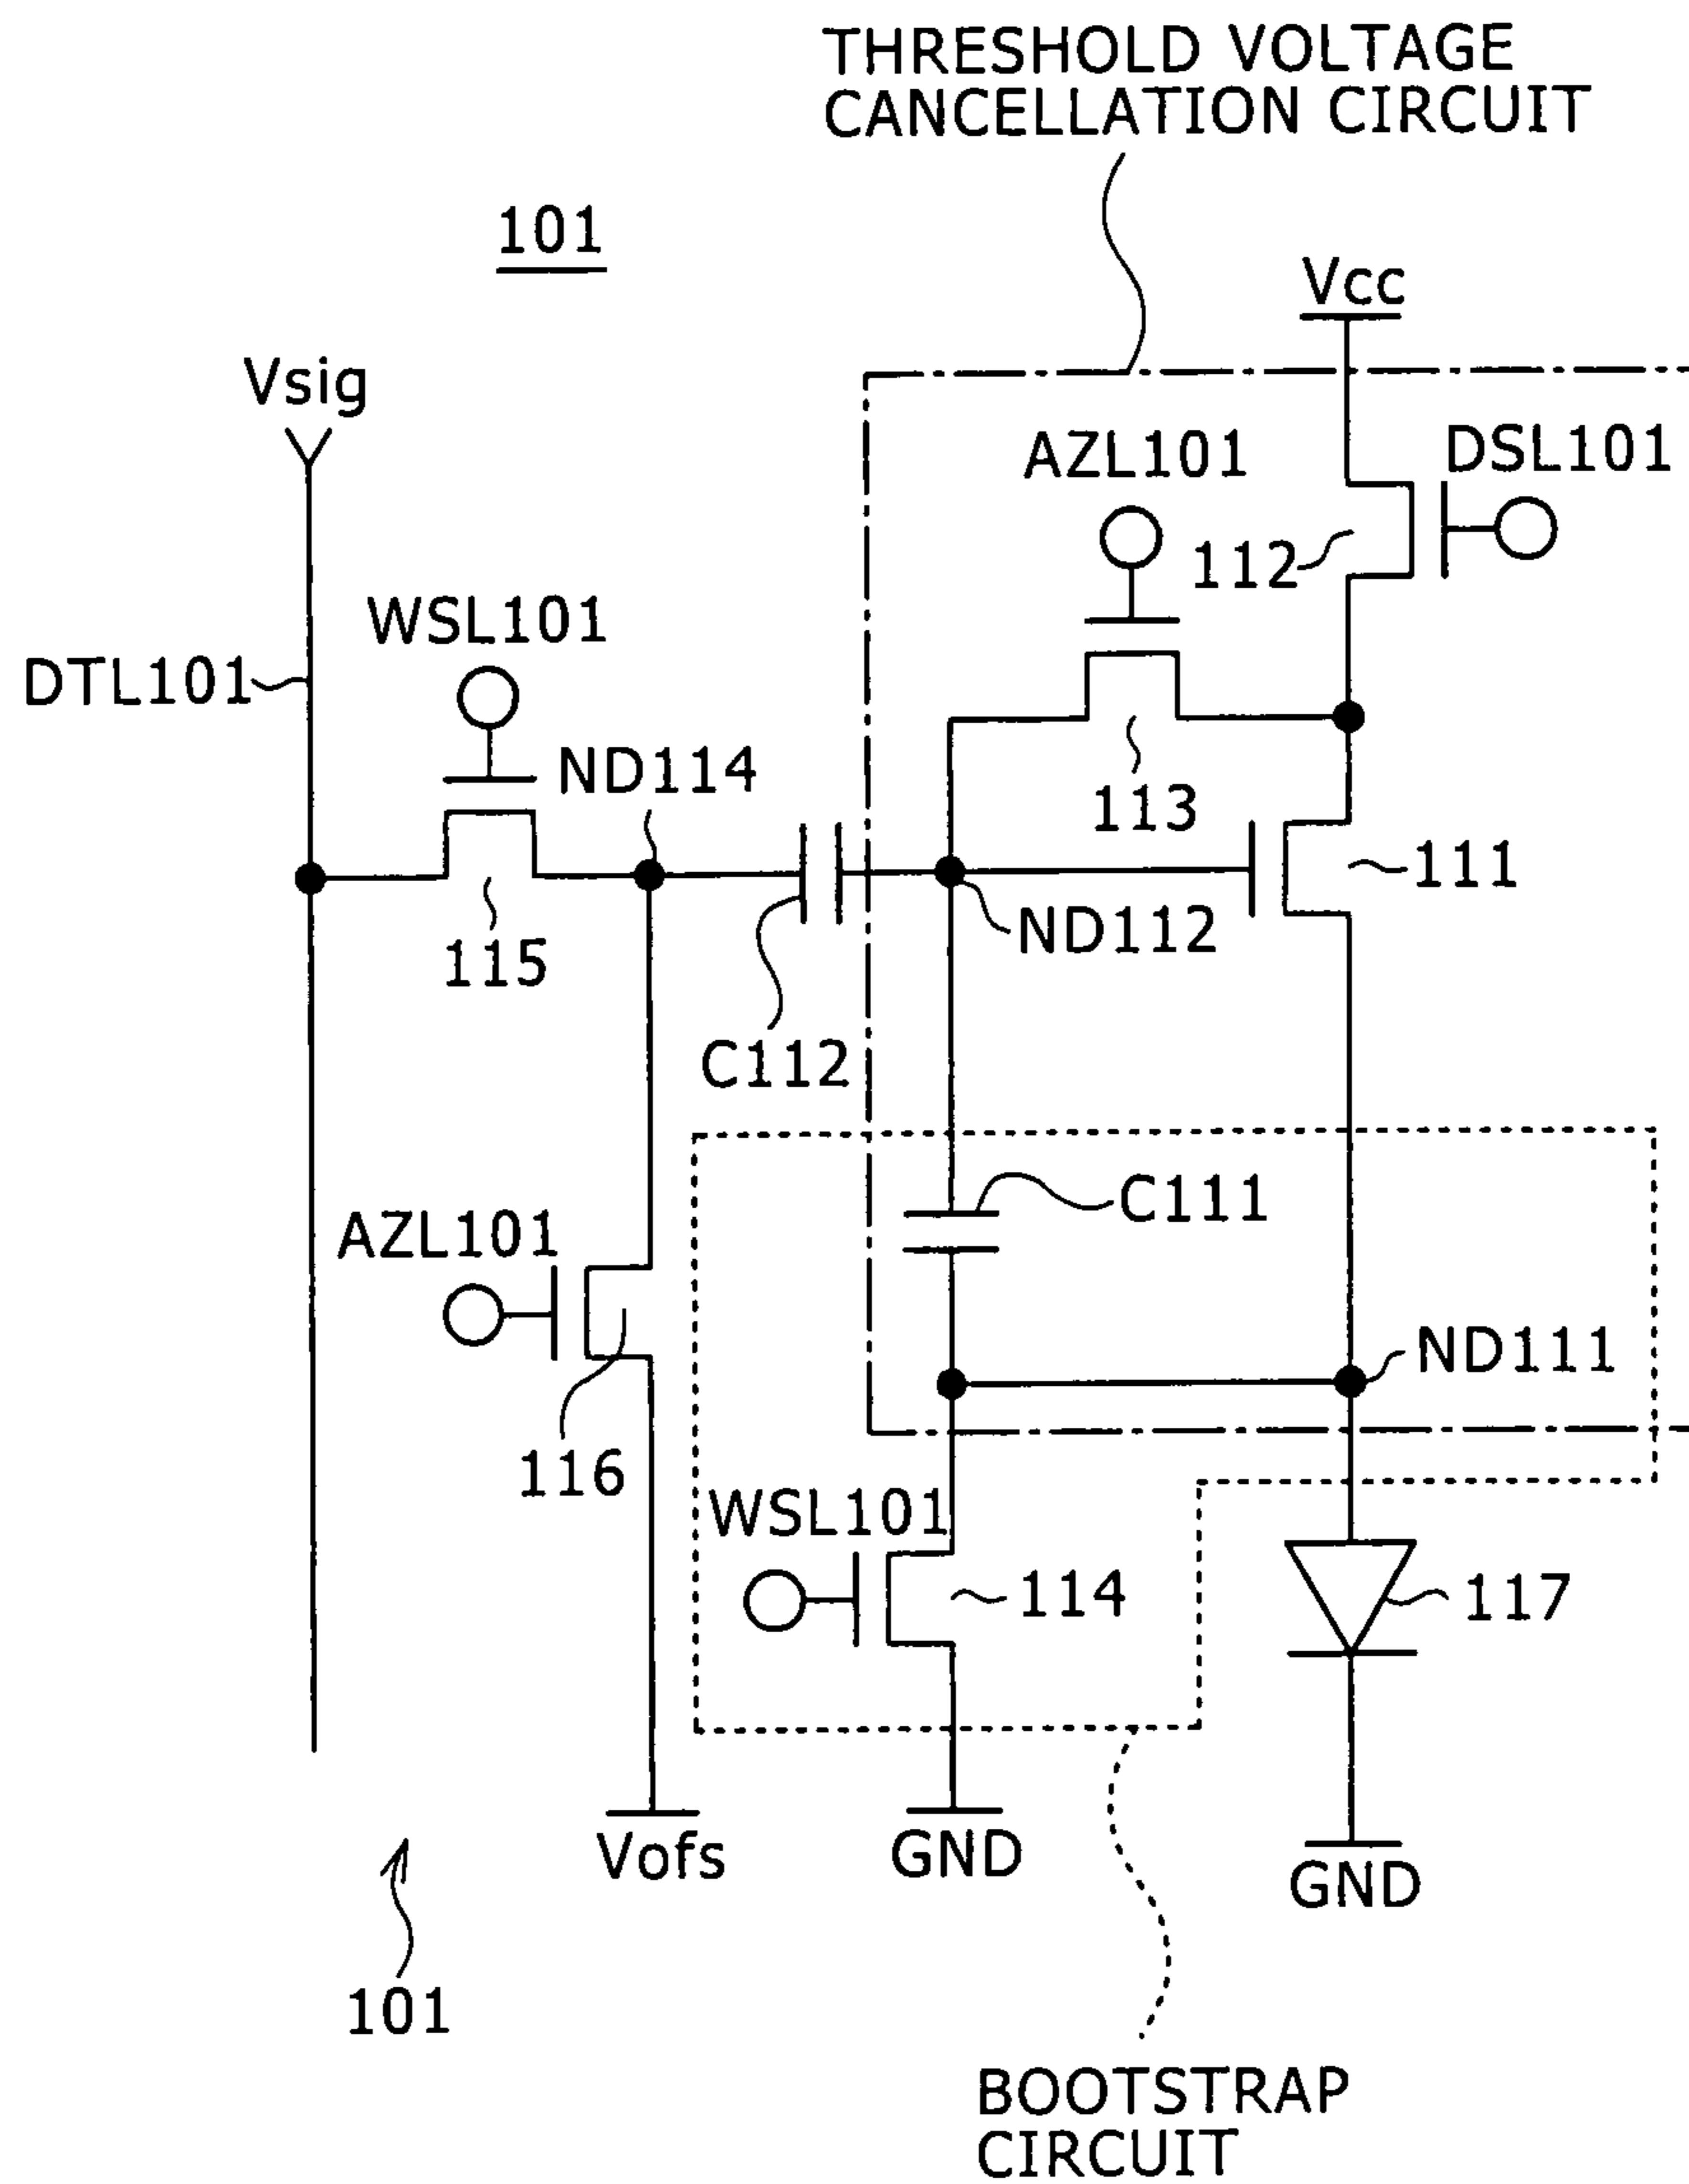 THRESHOLD VOLTAGE
CANCELLATION CIRCUIT
101
Vcc
Vsig
AZL101
DSL101
112
WSL101
DTL101
ND114
113
111
ND112
115
C112
C111
AZL101
ND111
116
WSL101
114
117
Vofs
GND
GND
101
BOOTSTRAP
CIRCUIT